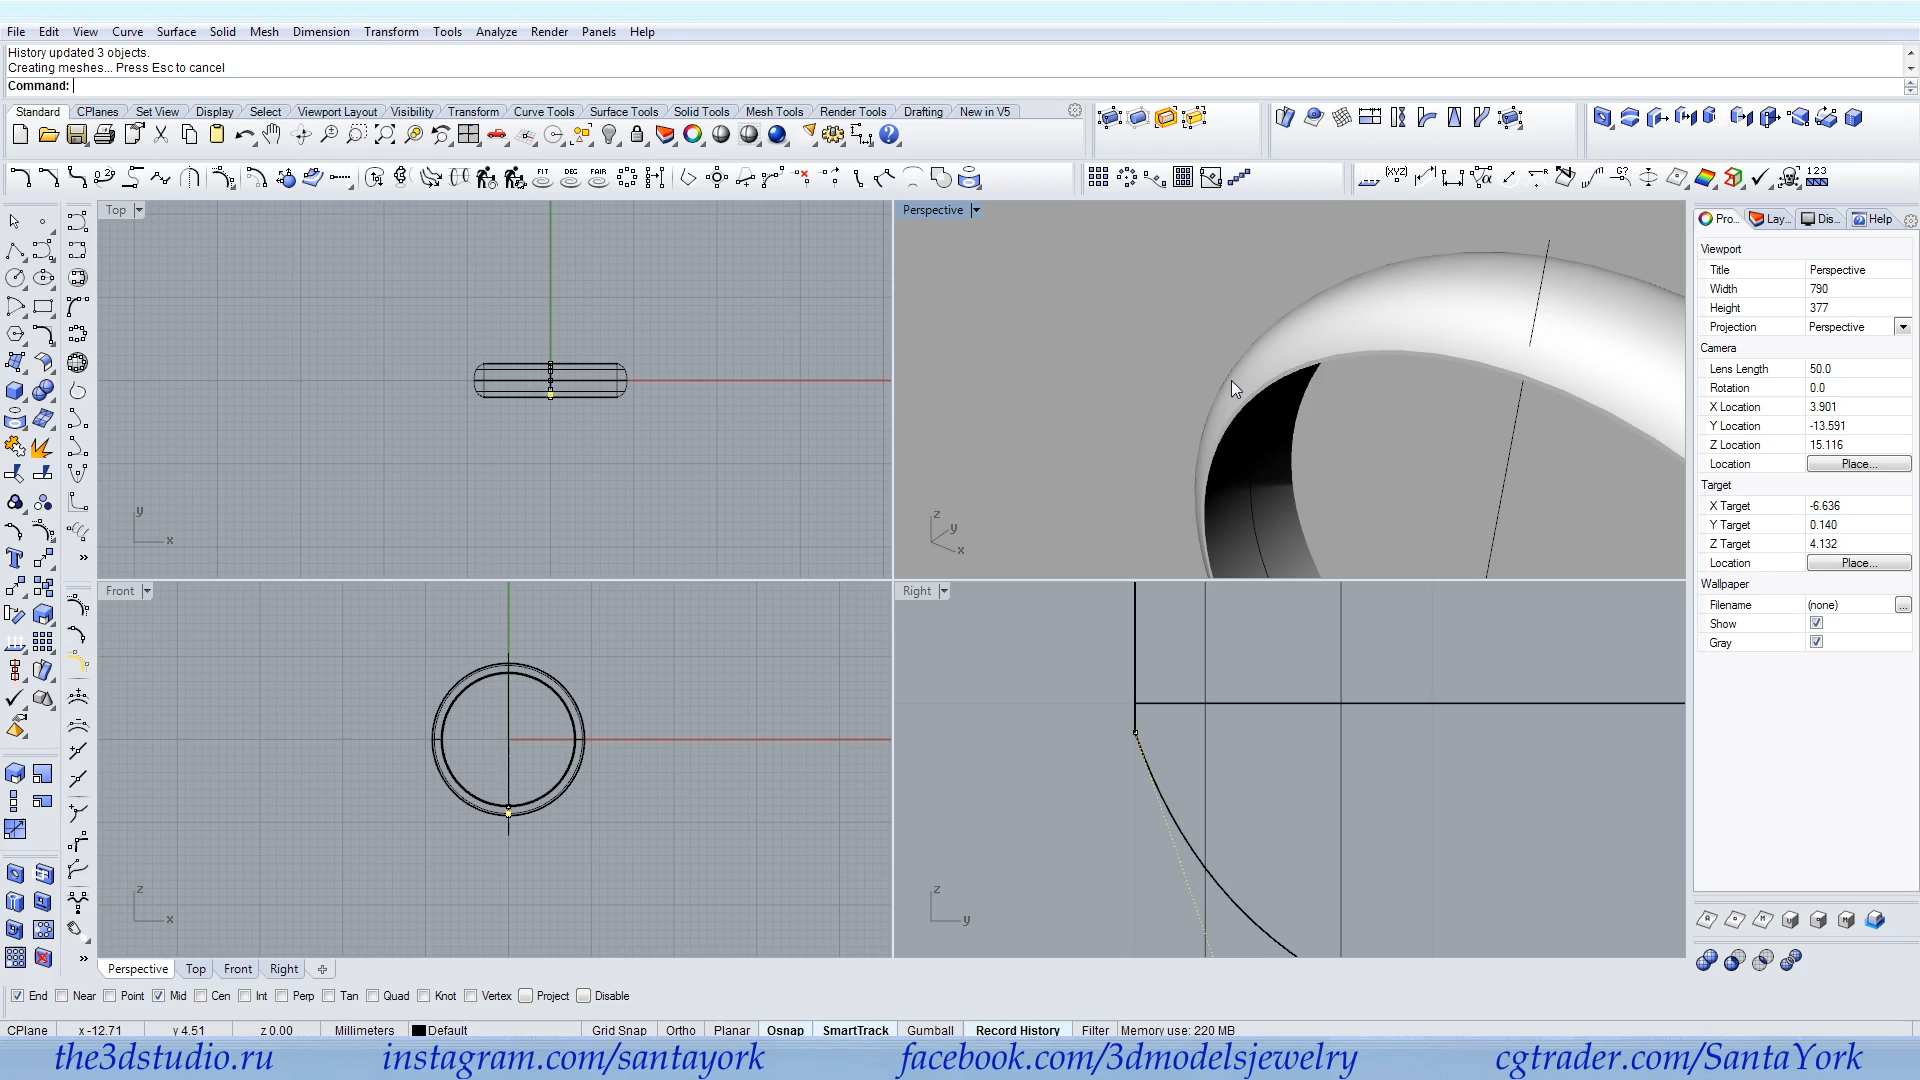 File Edit View Curve Surface Solid Mesh Dimension Transform Tools Analyze Render Panels Help
History updated 3 objects.
Creating meshes... Press Esc to cancel
Command:
Standard CPlanes Set View Display Select Viewport Layout Visibility Transform Curve Tools Surface Tools Solid Tools Mesh Tools Render Tools Drafting New in V5
FIT DEG FAIR (XYZ) G? 123
Top
y
x
Perspective
z
y
x
Front
z
x
Right
z
y
Pro... Lay... Dis... Help
Viewport
Title Perspective
Width 790
Height 377
Projection Perspective
Camera
Lens Length 50.0
Rotation 0.0
X Location 3.901
Y Location -13.591
Z Location 15.116
Location Place...
Target
X Target -6.636
Y Target 0.140
Z Target 4.132
Location Place...
Wallpaper
Filename (none) ...
Show
Gray
Perspective Top Front Right
End Near Point Mid Cen Int Perp Tan Quad Knot Vertex Project Disable
CPlane x -12.71 y 4.51 z 0.00 Millimeters Default Grid Snap Ortho Planar Osnap SmartTrack Gumball Record History Filter Memory use: 220 MB
the3dstudio.ru instagram.com/santayork facebook.com/3dmodelsjewelry cgtrader.com/SantaYork